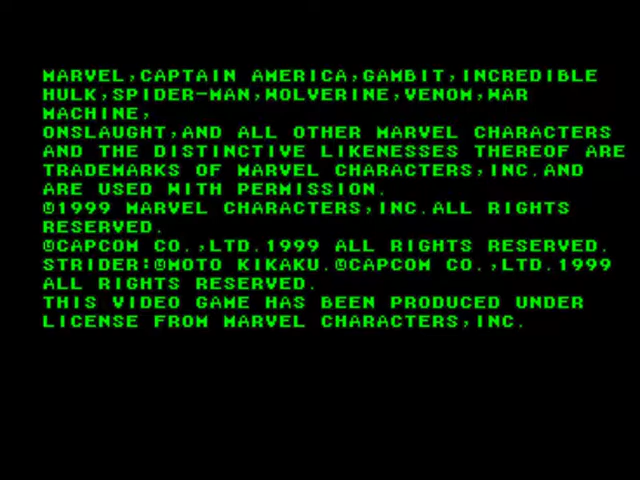 MARVEL,CAPTAIN AMERICA,GAMBIT,INCREDIBLE
HULK,SPIDER-MAN,WOLVERINE,VENOM,WAR
MACHINE,
ONSLAUGHT,AND ALL OTHER MARVEL CHARACTERS
AND THE DISTINCTIVE LIKENESSES THEREOF ARE
TRADEMARKS OF MARVEL CHARACTERS,INC.AND
ARE USED WITH PERMISSION.
©1999 MARVEL CHARACTERS,INC.ALL RIGHTS
RESERVED.
©CAPCOM CO.,LTD.1999 ALL RIGHTS RESERVED.
STRIDER:©MOTO KIKAKU.©CAPCOM CO.,LTD.1999
ALL RIGHTS RESERVED.
THIS VIDEO GAME HAS BEEN PRODUCED UNDER
LICENSE FROM MARVEL CHARACTERS,INC.